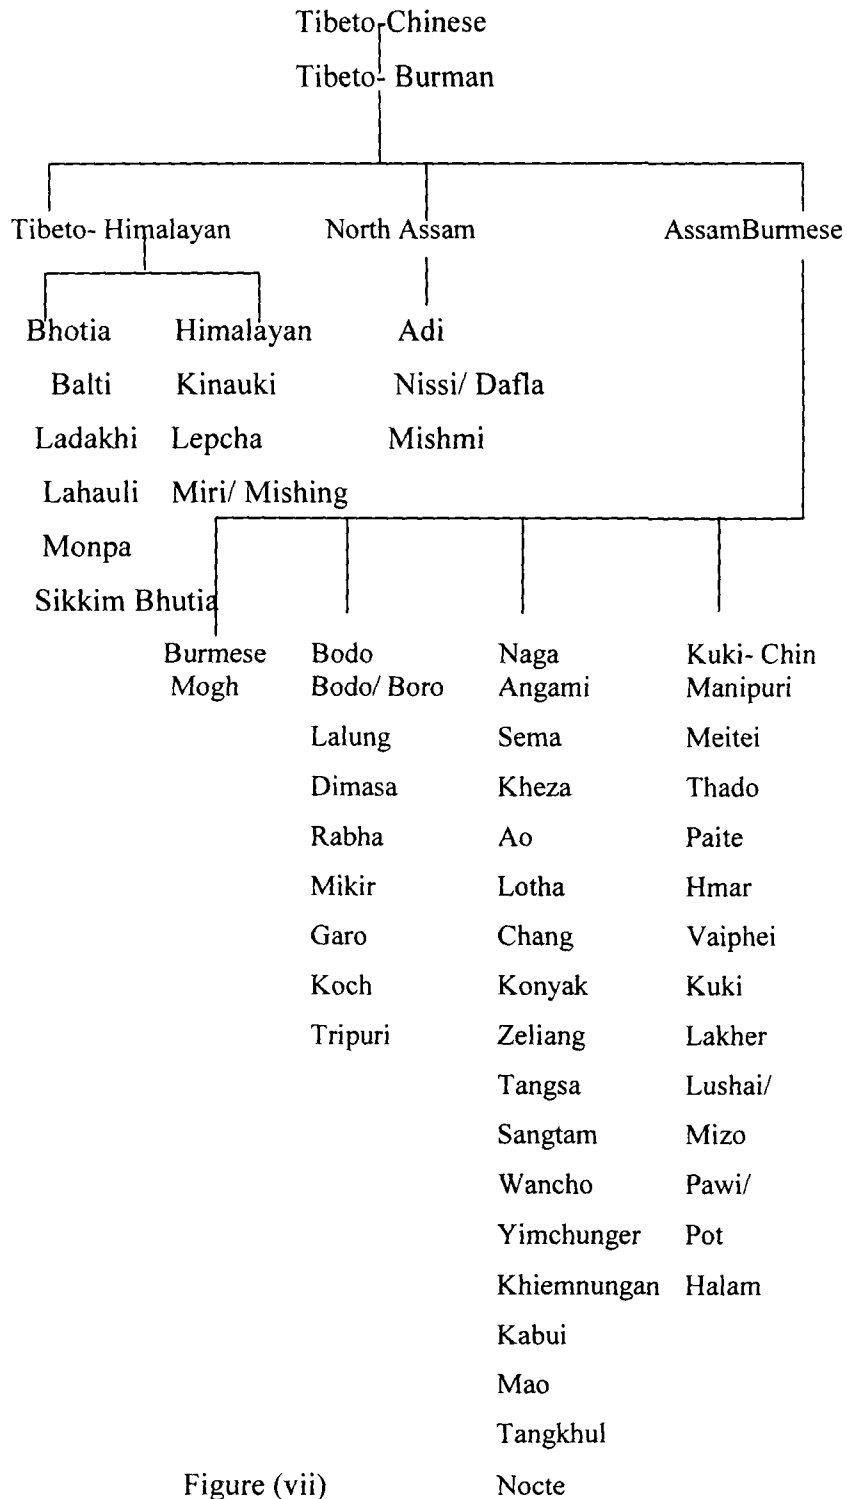 Tibeto-Chinese
Tibeto- Burman
Tibeto- Himalayan North Assam AssamBurmese
Bhotia Himalayan Adi
Balti Kinauki Nissi/ Dafla
Ladakhi Lepcha Mishmi
Lahauli Miri/ Mishing
Monpa
Sikkim Bhutia
Burmese Bodo Naga Kuki- Chin
Mogh Bodo/ Boro Angami Manipuri
Lalung Sema Meitei
Dimasa Kheza Thado
Rabha Ao Paite
Mikir Lotha Hmar
Garo Chang Vaiphei
Koch Konyak Kuki
Tripuri Zeliang Lakher
Tangsa Lushai/
Sangtam Mizo
Wancho Pawi/
Yimchunger Pot
Khiemnungan Halam
Kabui
Mao
Tangkhul
Figure (vii) Nocte